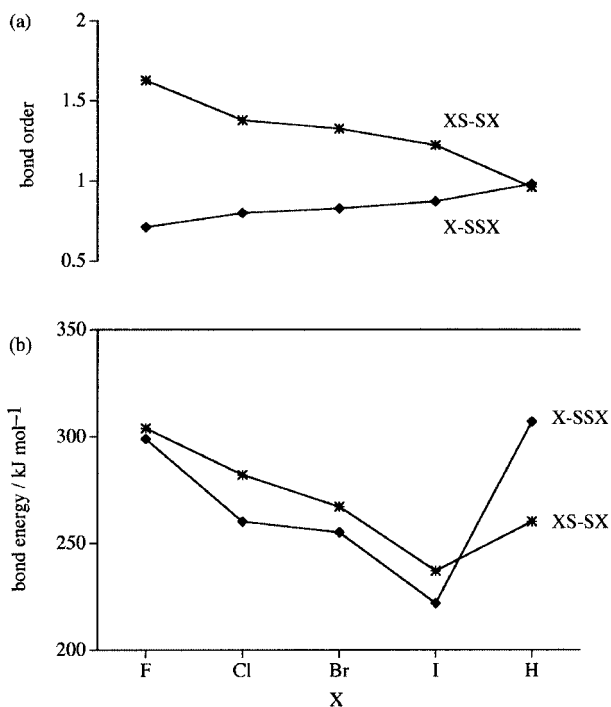 (a)
2
1.5
1
0.5
bond order
XS-SX
X-SSX
(b)
350
300
250
200
bond energy / kJ mol–1
X-SSX
XS-SX
F Cl Br I H
X